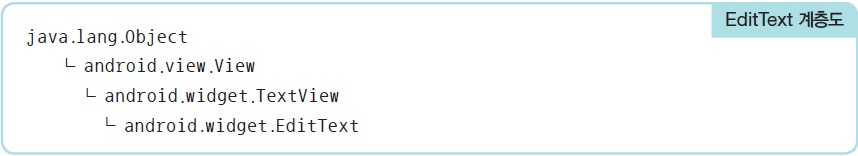 EditText 계층도
java.lang.Object
└ android.view.View
└ android.widget.TextView
└ android.widget.EditText